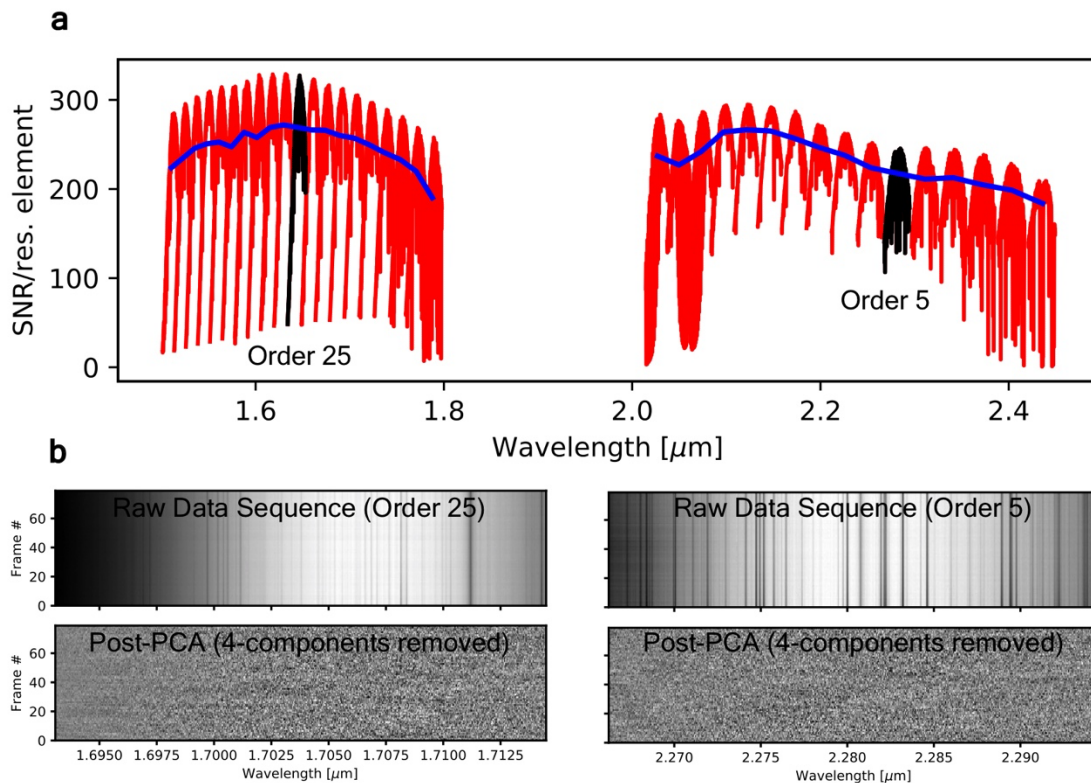 a
SNR/res. element
300
200
100
0
Order 25
Order 5
1.6
1.8
2.0
2.2
2.4
Wavelength [μm]
b
Raw Data Sequence (Order 25)
Frame #
60
40
20
0
Raw Data Sequence (Order 5)
Post-PCA (4-components removed)
Frame #
60
40
20
0
1.6950
1.6975
1.7000
1.7025
1.7050
1.7075
1.7100
1.7125
Wavelength [μm]
Post-PCA (4-components removed)
2.270
2.275
2.280
2.285
2.290
Wavelength [μm]